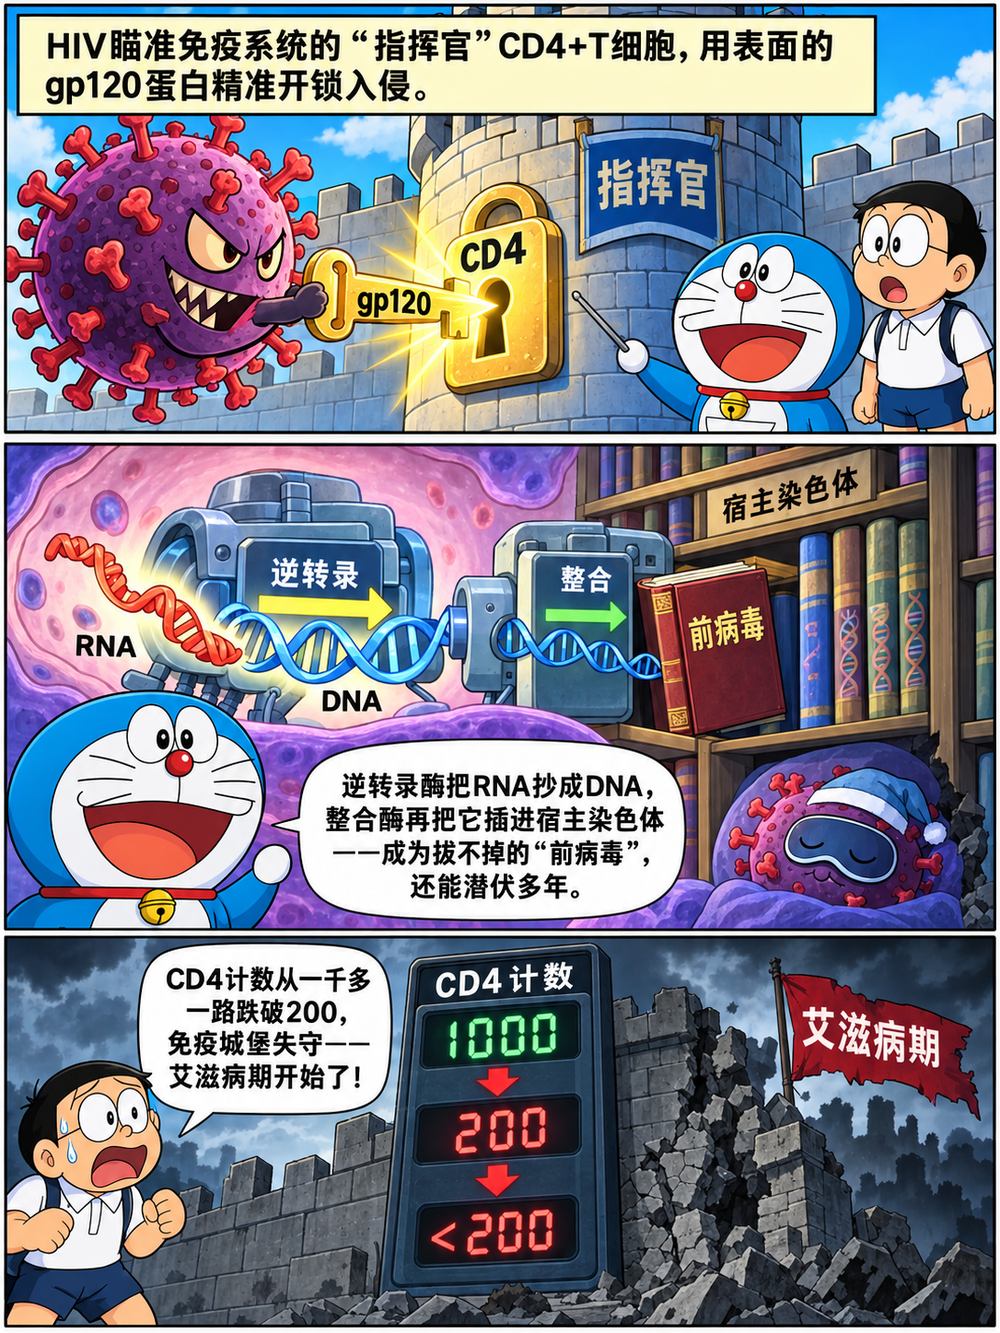 HIV瞄准免疫系统的“指挥官”CD4+T细胞，用表面的
gp120蛋白精准开锁入侵。
指挥官
CD4
gp120
宿主染色体
逆转录
整合
前病毒
RNA
DNA
逆转录酶把RNA抄成DNA，
整合酶再把它插进宿主染色体
——成为拔不掉的“前病毒”，
还能潜伏多年。
CD4计数从一千多
一路跌破200，
免疫城堡失守——
艾滋病期开始了！
CD4计数
1000
200
<200
艾滋病期